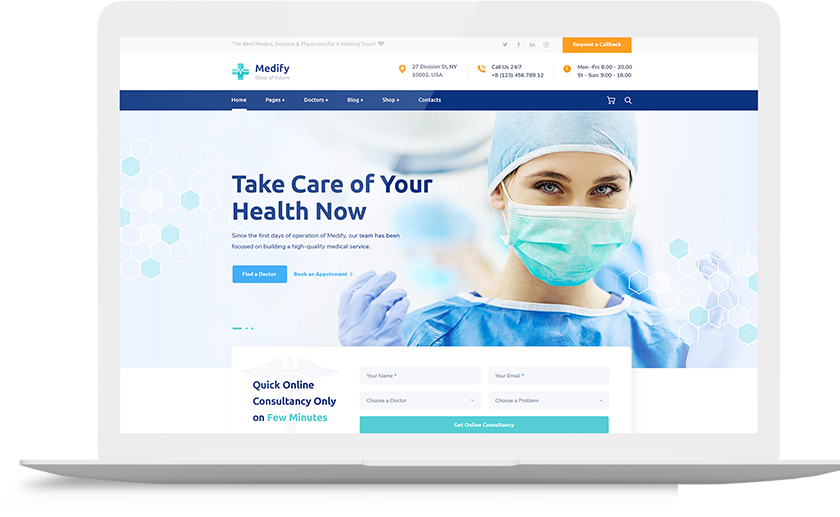 The Best Medics, Doctors & Physicians for A Healing Touch
Request a Callback
Medify
Clinic of Future
27 Division St, NY
10002, USA
Call Us 24/7
+8 (123) 456 789 12
Mon -Fri: 8.00 - 20.00
St - Sun: 9.00 - 16.00
Home
Pages +
Doctors +
Blog +
Shop +
Contacts
Take Care of Your
Health Now
Since the first days of operation of Medify, our team has been
focused on building a high-quality medical service.
Find a Doctor
Book an Appoinment >
Quick Online
Consultancy Only
on Few Minutes
Your Name *
Your Email *
Choose a Doctor
Choose a Problem
Get Online Consultancy